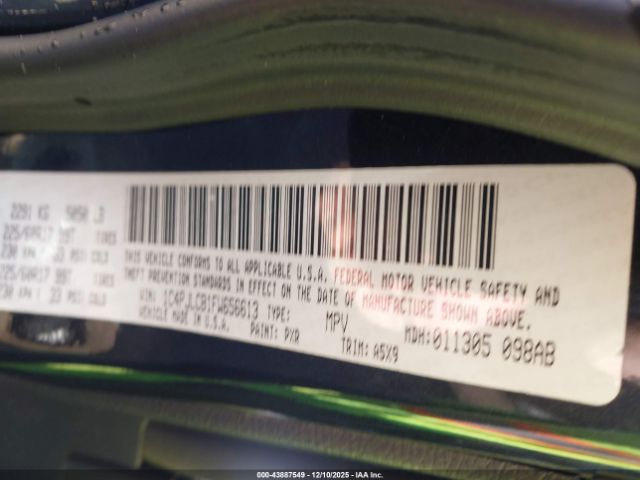 2291 KG 5050 L3
225/60R17 99T TIRES
230 KPA / 33 PSI COLD
225/60R17 99T
230 KPA / 33 PSI COLD
THIS VEHICLE CONFORMS TO ALL APPLICABLE U.S.A. FEDERAL MOTOR VEHICLE SAFETY AND
THEFT PREVENTION STANDARDS IN EFFECT ON THE DATE OF MANUFACTURE SHOWN ABOVE.
VIN: 1C4PJLCB1FW656613 TYPE: MPV MDH:011305 098AB
VEHICLE MADE IN U.S.A. PAINT: PXR TRIM: A5X9
000-43887549 - 12/10/2025 - IAA Inc.